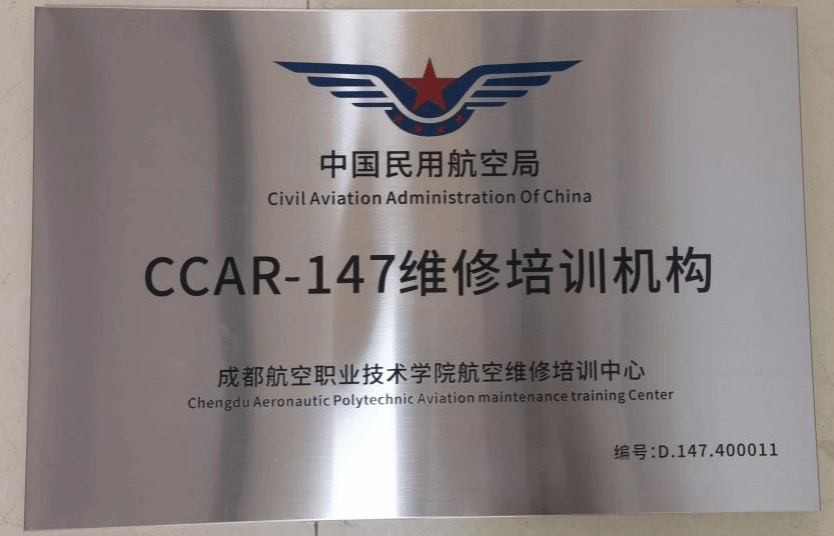 中国民用航空局
Civil Aviation Administration Of China
CCAR-147维修培训机构
成都航空职业技术学院航空维修培训中心
Chengdu Aeronautic Polytechnic Aviation maintenance training Center
编号:D.147.400011